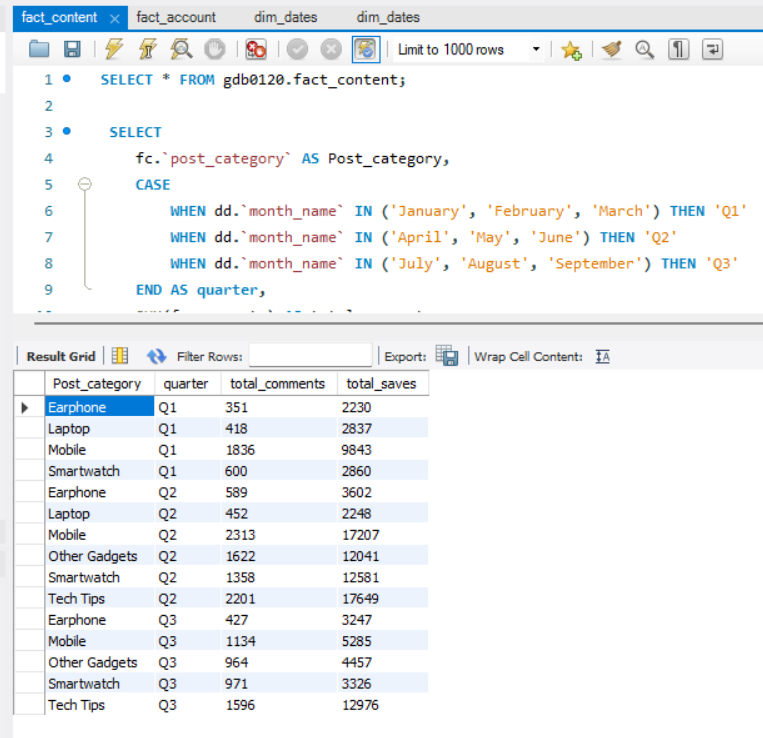 fact_content × fact_account dim_dates dim_dates
Limit to 1000 rows
1 SELECT * FROM gdb0120.fact_content;
2
3 SELECT
4 fc.`post_category` AS Post_category,
5 CASE
6 WHEN dd.`month_name` IN ('January', 'February', 'March') THEN 'Q1'
7 WHEN dd.`month_name` IN ('April', 'May', 'June') THEN 'Q2'
8 WHEN dd.`month_name` IN ('July', 'August', 'September') THEN 'Q3'
9 END AS quarter,
Result Grid Filter Rows: Export: Wrap Cell Content:
Post_category quarter total_comments total_saves
Earphone Q1 351 2230
Laptop Q1 418 2837
Mobile Q1 1836 9843
Smartwatch Q1 600 2860
Earphone Q2 589 3602
Laptop Q2 452 2248
Mobile Q2 2313 17207
Other Gadgets Q2 1622 12041
Smartwatch Q2 1358 12581
Tech Tips Q2 2201 17649
Earphone Q3 427 3247
Mobile Q3 1134 5285
Other Gadgets Q3 964 4457
Smartwatch Q3 971 3326
Tech Tips Q3 1596 12976